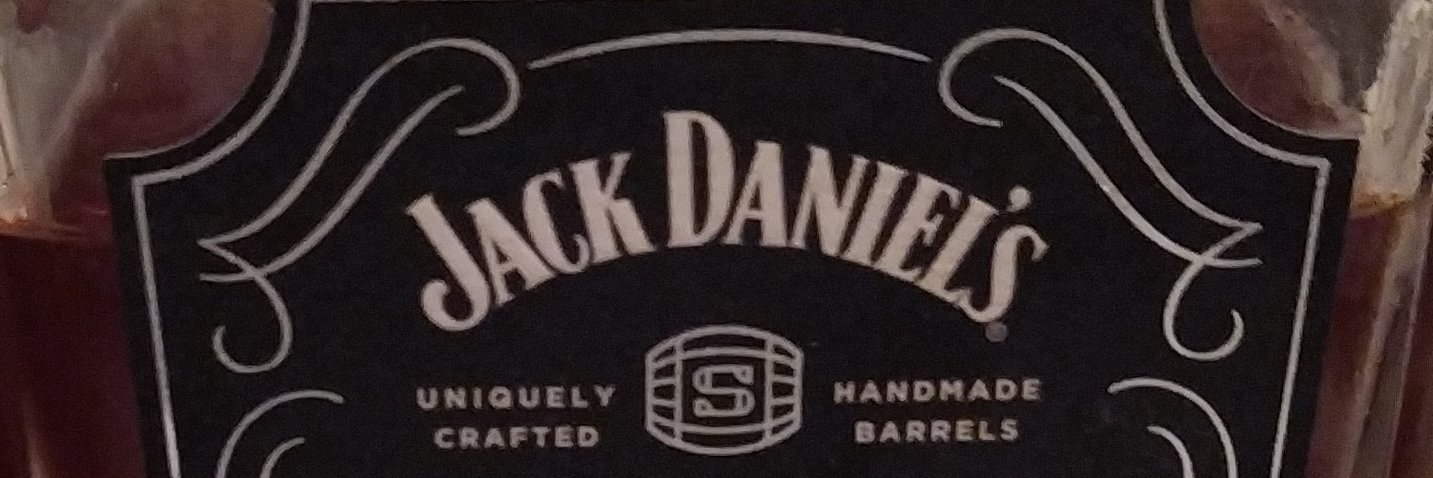 JACK DANIEL'S
UNIQUELY
CRAFTED
S
HANDMADE
BARRELS